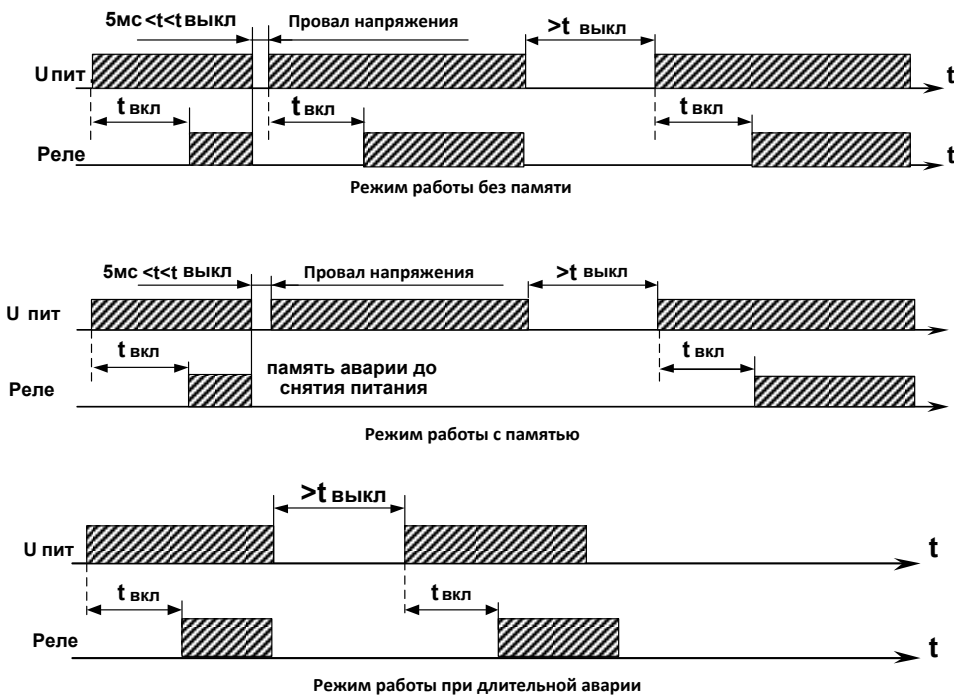 5мс <t<t выкл Провал напряжения >t выкл
U пит t
t вкл t вкл t вкл
Реле t
Режим работы без памяти
5мс <t<t выкл Провал напряжения >t выкл
U пит
t вкл t вкл
память аварии до
снятия питания
Реле
Режим работы с памятью
>t выкл
U пит t
t вкл t вкл
Реле t
Режим работы при длительной аварии